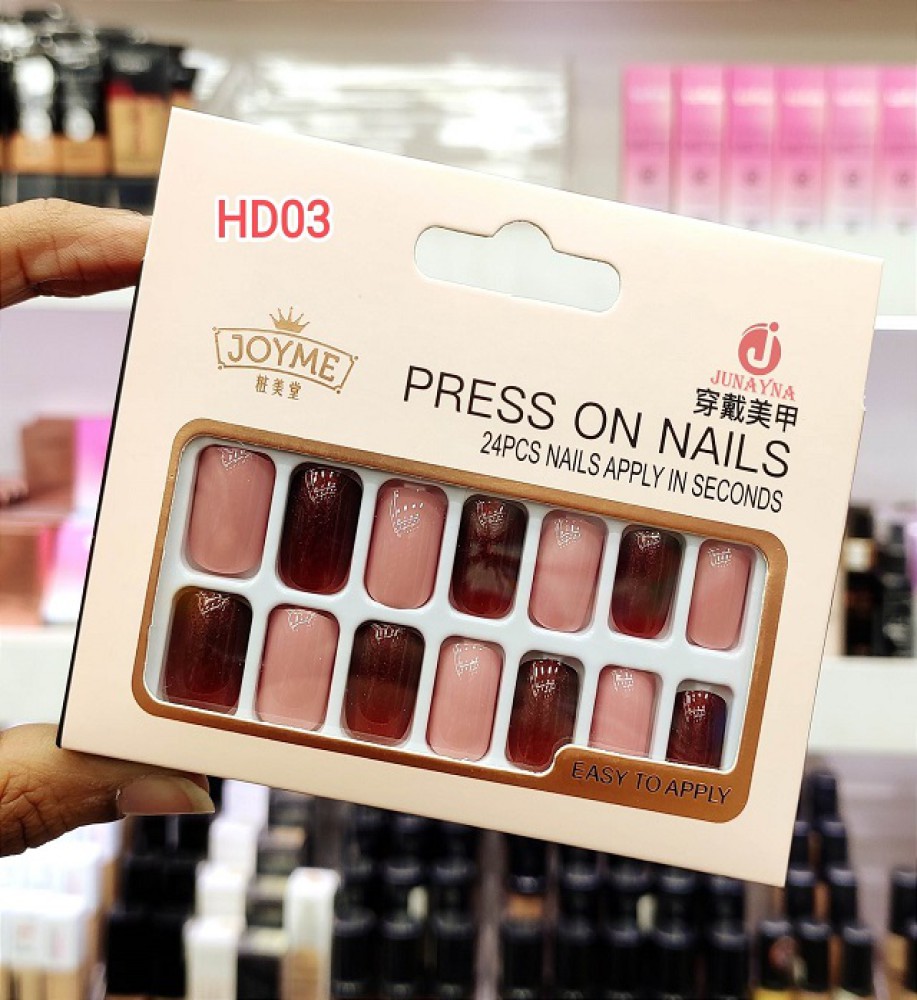 HD03
JOYME
粧美堂
JUNAYNA
穿戴美甲
PRESS ON NAILS
24PCS NAILS APPLY IN SECONDS
EASY TO APPLY